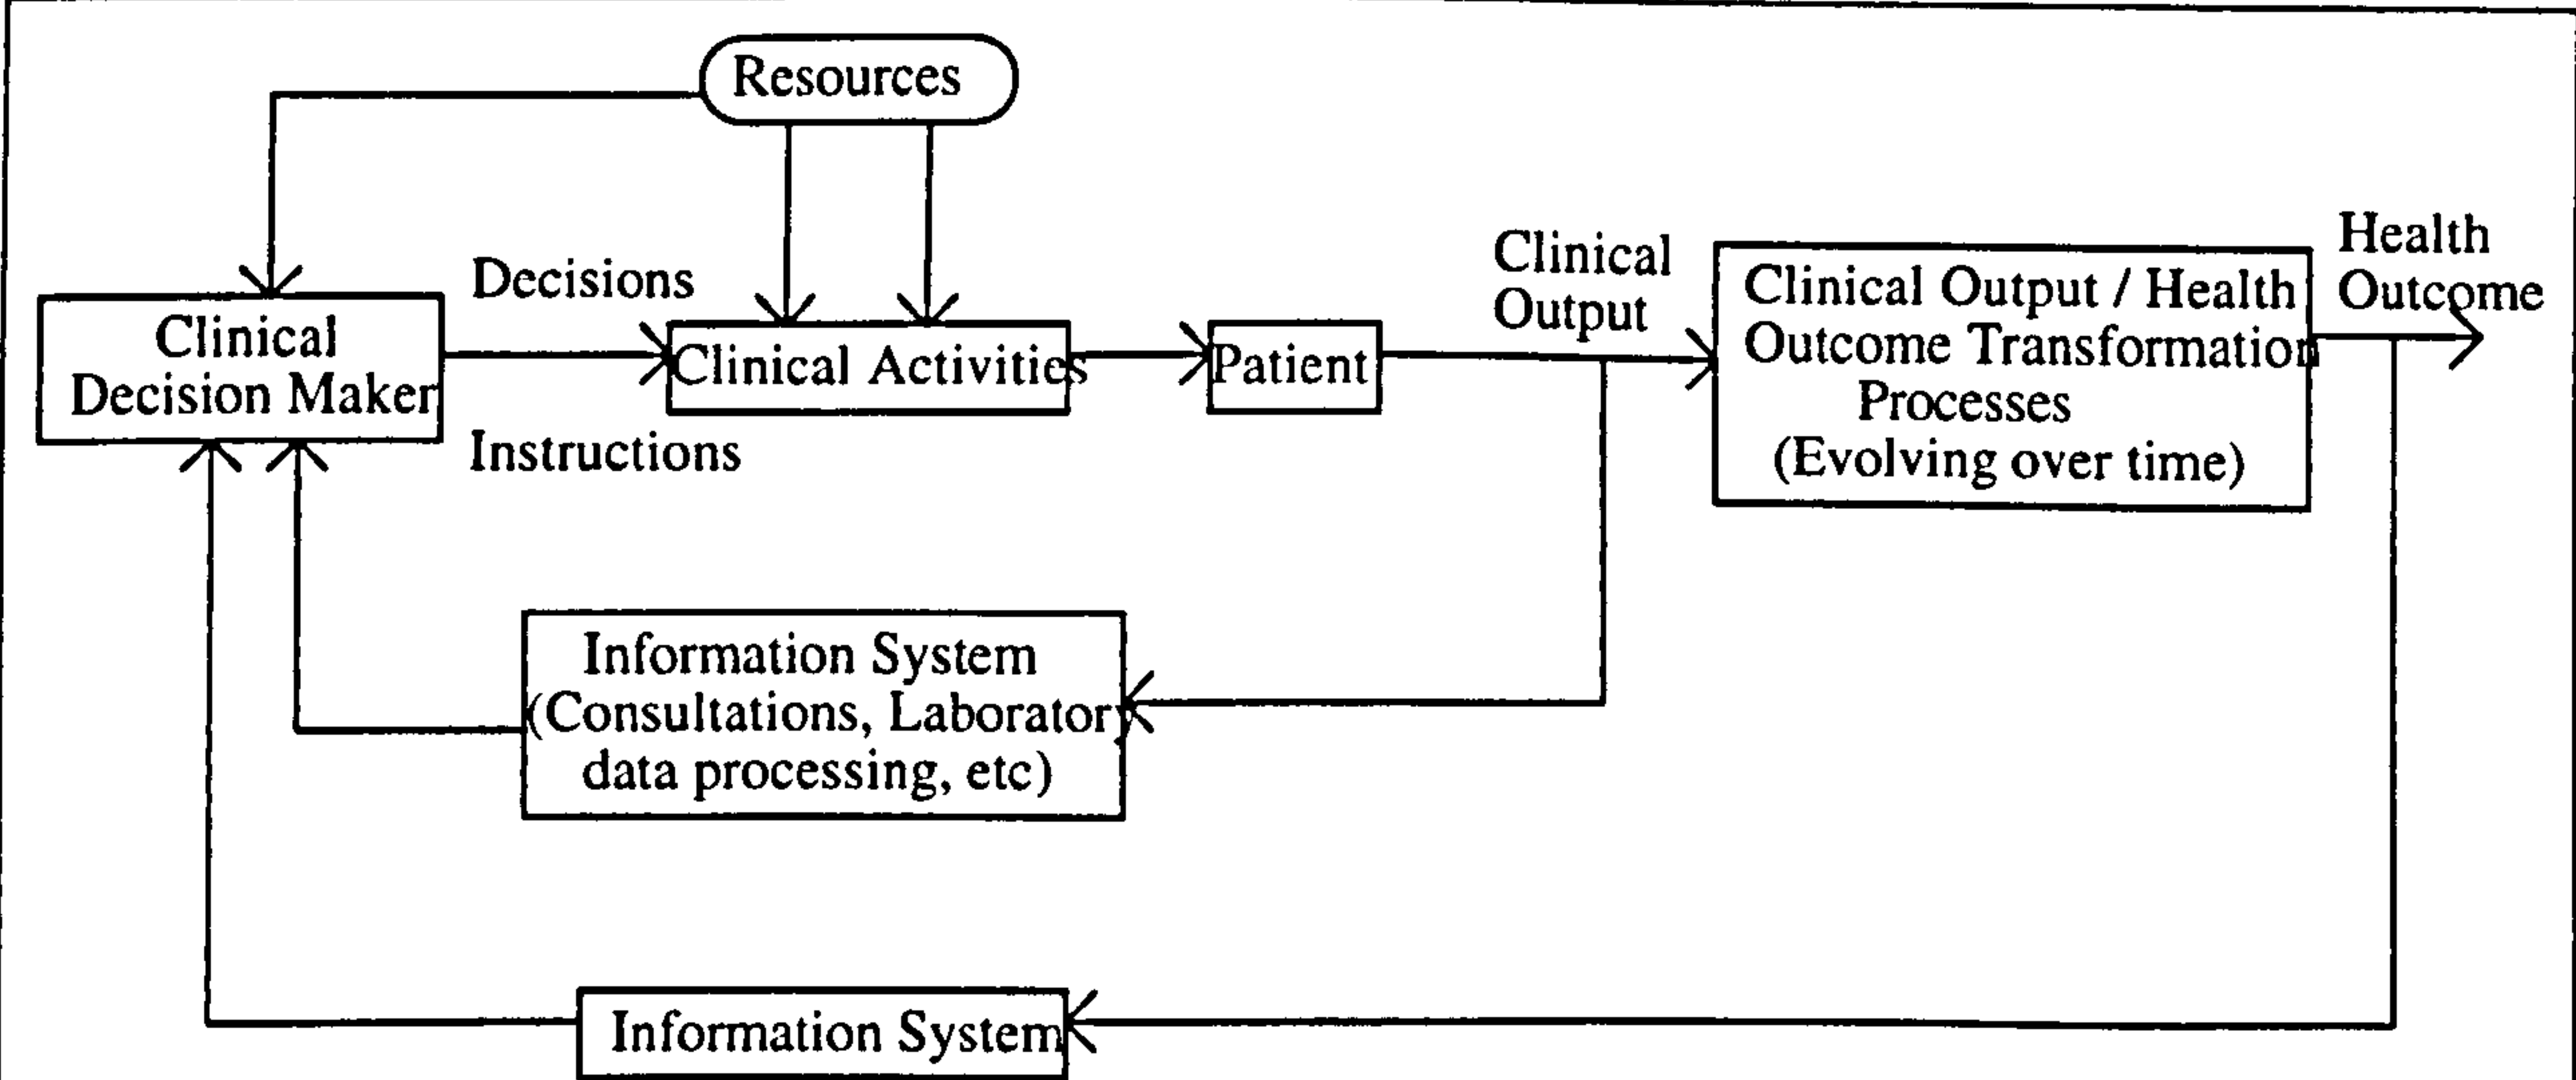 Resources
Decisions
Clinical
Decision Maker
Instructions
Clinical Activities
Patient
Clinical
Output
Clinical Output / Health
Outcome Transformation
Processes
(Evolving over time)
Health
Outcome
Information System
(Consultations, Laboratory
data processing, etc)
Information System